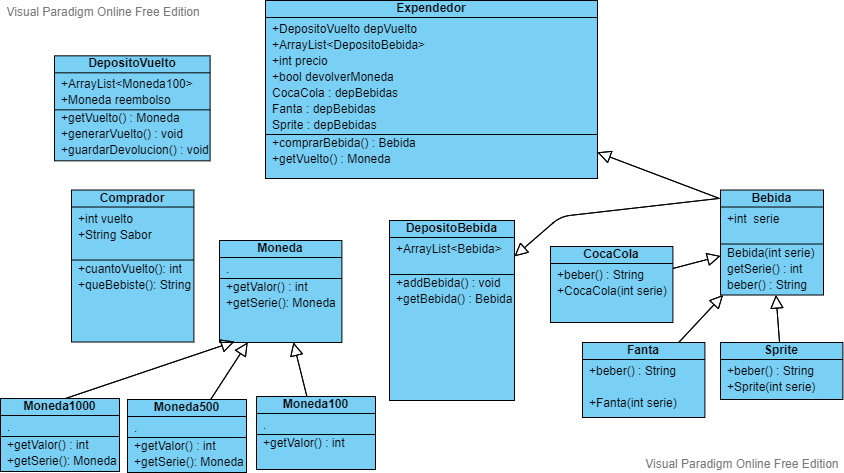 Visual Paradigm Online Free Edition
Expendedor
+DepositoVuelto depVuelto
+ArrayList<DepositoBebida>
+int precio
+bool devolverMoneda
CocaCola : depBebidas
Fanta : depBebidas
Sprite : depBebidas
+comprarBebida() : Bebida
+getVuelto() : Moneda
DepositoVuelto
+ArrayList<Moneda100>
+Moneda reembolso
+getVuelto() : Moneda
+generarVuelto() : void
+guardarDevolucion() : void
Comprador
+int vuelto
+String Sabor
+cuantoVuelto(): int
+queBebiste(): String
Moneda
.
+getValor() : int
+getSerie(): Moneda
DepositoBebida
+ArrayList<Bebida>
+addBebida() : void
+getBebida() : Bebida
Bebida
+int serie
Bebida(int serie)
getSerie() : int
beber() : String
CocaCola
+beber() : String
+CocaCola(int serie)
Fanta
+beber() : String
+Fanta(int serie)
Sprite
+beber() : String
+Sprite(int serie)
Moneda1000
.
+getValor() : int
+getSerie(): Moneda
Moneda500
.
+getValor() : int
+getSerie(): Moneda
Moneda100
.
+getValor() : int
Visual Paradigm Online Free Edition